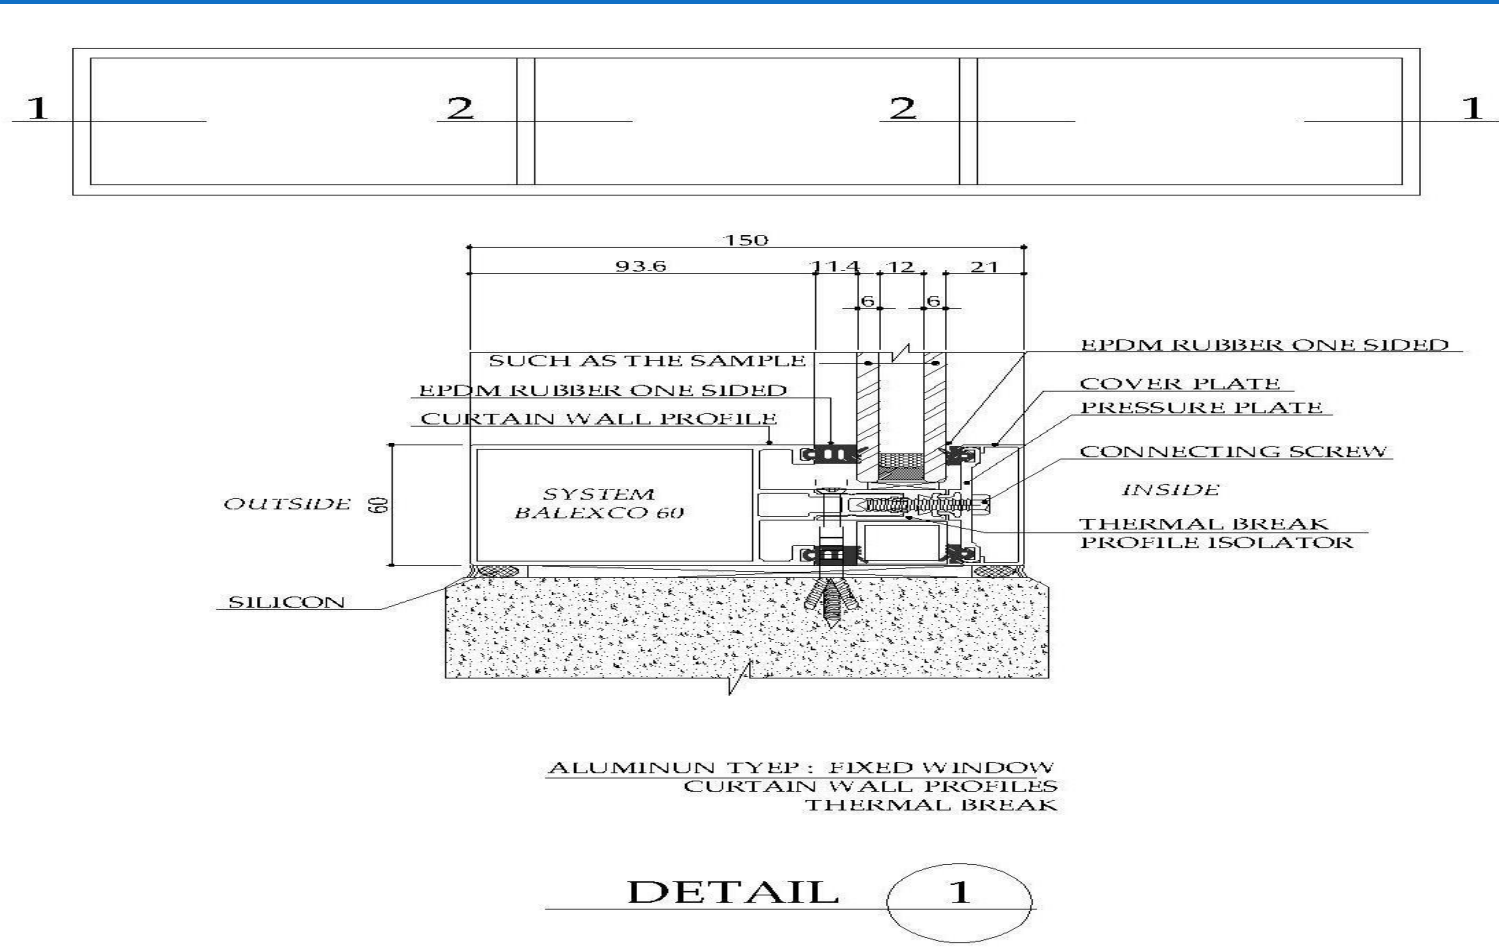 1 2 2 1
150
93.6 11.4 12 21
6 6
SUCH AS THE SAMPLE
EPDM RUBBER ONE SIDED
CURTAIN WALL PROFILE
EPDM RUBBER ONE SIDED
COVER PLATE
PRESSURE PLATE
CONNECTING SCREW
INSIDE
THERMAL BREAK
PROFILE ISOLATOR
OUTSIDE
60
SYSTEM
BALEXCO 60
SILICON
ALUMINUN TYEP : FIXED WINDOW
CURTAIN WALL PROFILES
THERMAL BREAK
DETAIL 1